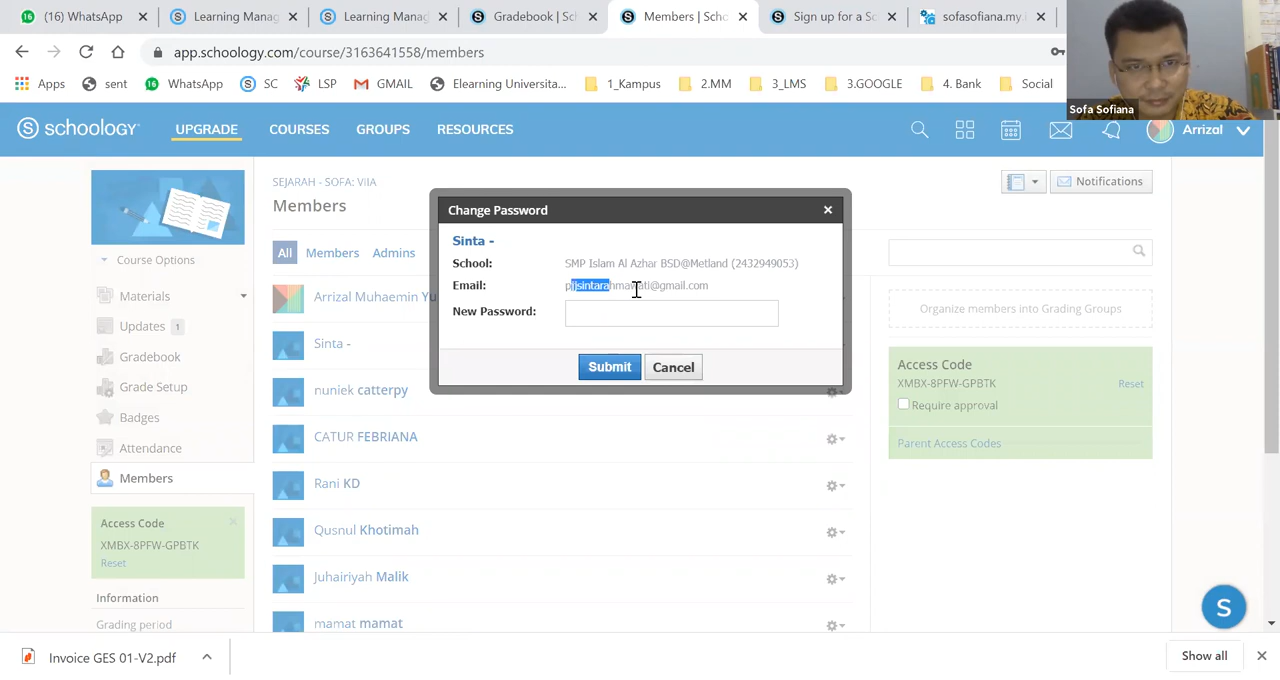 (16) WhatsApp
Learning Manag
Learning Manag
Gradebook | Sch
Members | Scho
Sign up for a Sc
sofasofiana.my.
app.schoology.com/course/3163641558/members
Apps
sent
WhatsApp
SC
LSP
GMAIL
Elearning Universita...
1_Kampus
2.MM
3_LMS
3.GOOGLE
4. Bank
Social
Sofa Sofiana
S schoology
UPGRADE
COURSES
GROUPS
RESOURCES
Arrizal
Course Options
Materials
Updates 1
Gradebook
Grade Setup
Badges
Attendance
Members
Access Code
XMBX-8PFW-GPBTK
Reset
Information
Grading period
SEJARAH - SOFA: VIIA
Members
Notifications
All
Members
Admins
Arrizal Muhaemin Yu
Sinta -
nuniek catterpy
CATUR FEBRIANA
Rani KD
Qusnul Khotimah
Juhairiyah Malik
mamat mamat
Change Password
Sinta -
School: SMP Islam Al Azhar BSD@Metland (2432949053)
Email: pjjsintarahmawati@gmail.com
New Password:
Submit
Cancel
Organize members into Grading Groups
Access Code
XMBX-8PFW-GPBTK
Reset
Require approval
Parent Access Codes
S
Invoice GES 01-V2.pdf
Show all